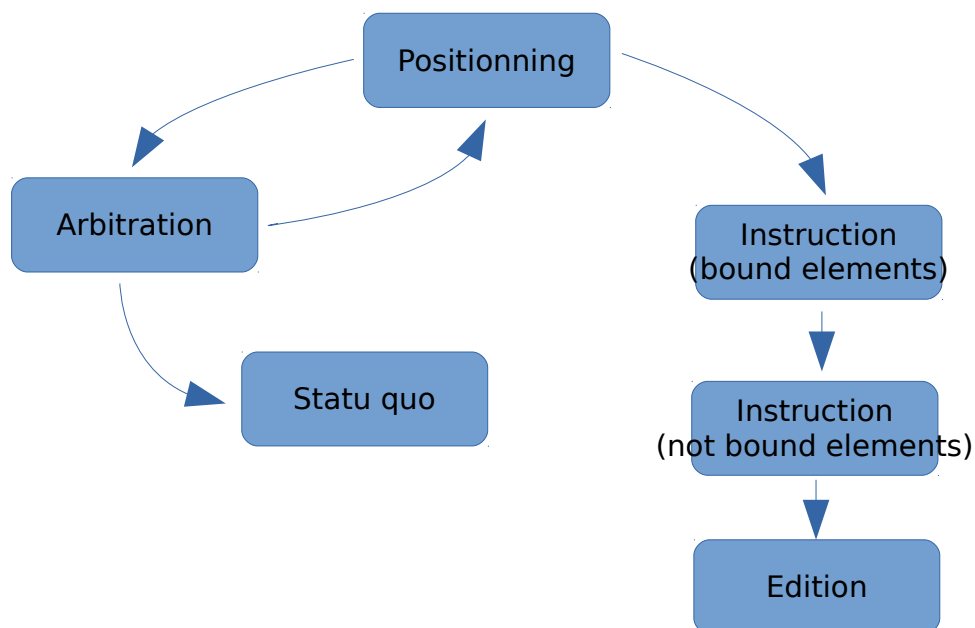 Positionning
Arbitration
Instruction
(bound elements)
Statu quo
Instruction
(not bound elements)
Edition